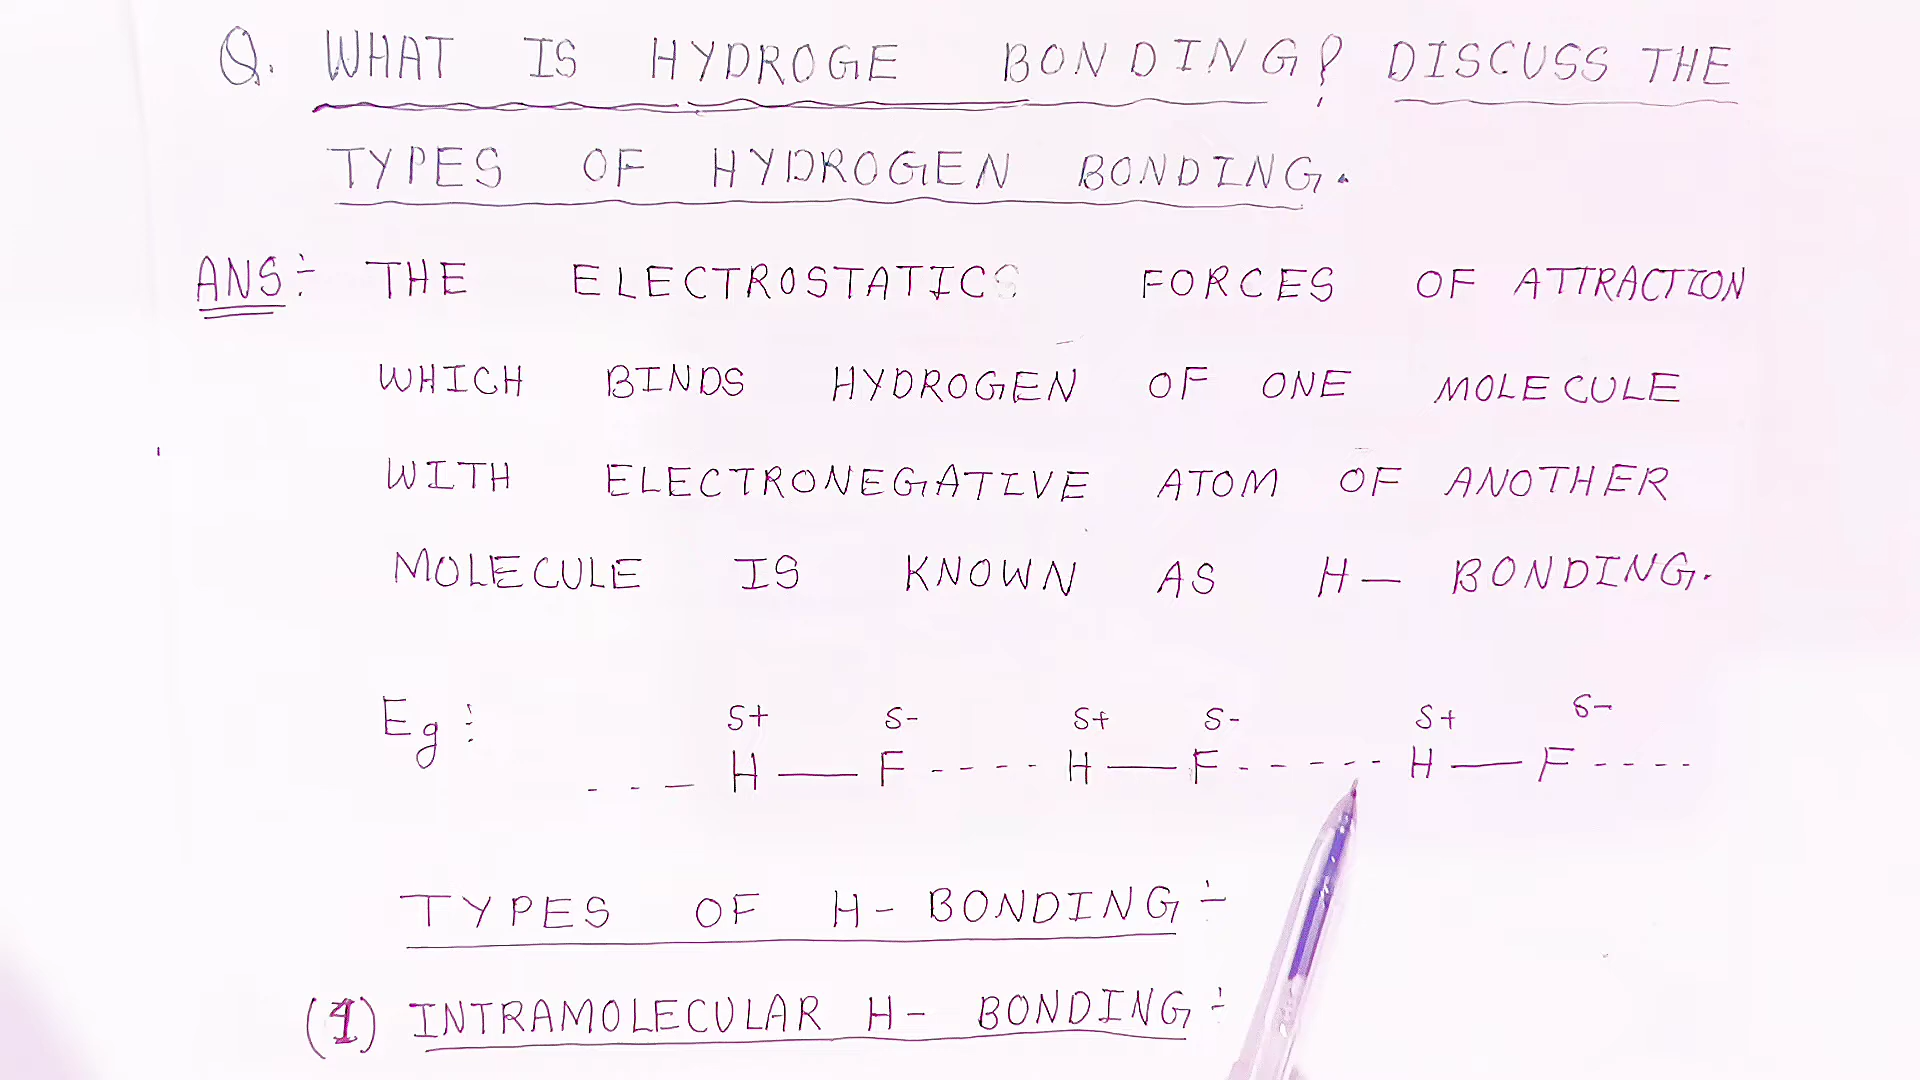 Q. WHAT IS HYDROGE BONDING? DISCUSS THE
TYPES OF HYDROGEN BONDING.
ANS:- THE ELECTROSTATICS FORCES OF ATTRACTION
WHICH BINDS HYDROGEN OF ONE MOLECULE
WITH ELECTRONEGATIVE ATOM OF ANOTHER
MOLECULE IS KNOWN AS H- BONDING.
S+ S- S+ S- S+ S-
Eg: --- H — F ---- H — F ----- H — F ----
TYPES OF H- BONDING :-
(1) INTRAMOLECULAR H- BONDING :-